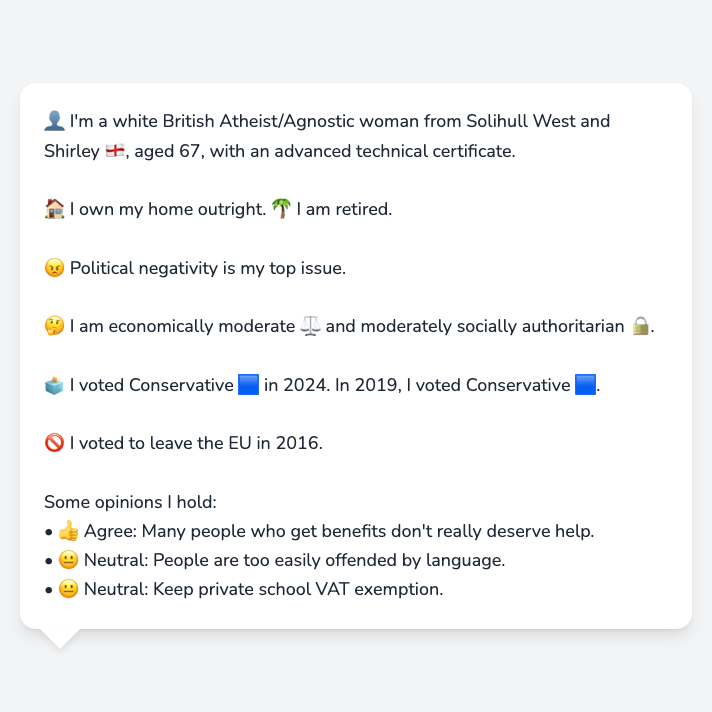 👤 I'm a white British Atheist/Agnostic woman from Solihull West and
Shirley 🏴󠁧󠁢󠁥󠁮󠁧󠁿, aged 67, with an advanced technical certificate.
🏠 I own my home outright. 🌴 I am retired.
😠 Political negativity is my top issue.
🤔 I am economically moderate ⚖️ and moderately socially authoritarian 🔒.
🗳️ I voted Conservative 🟦 in 2024. In 2019, I voted Conservative 🟦.
🚫 I voted to leave the EU in 2016.
Some opinions I hold:
• 👍 Agree: Many people who get benefits don't really deserve help.
• 😐 Neutral: People are too easily offended by language.
• 😐 Neutral: Keep private school VAT exemption.